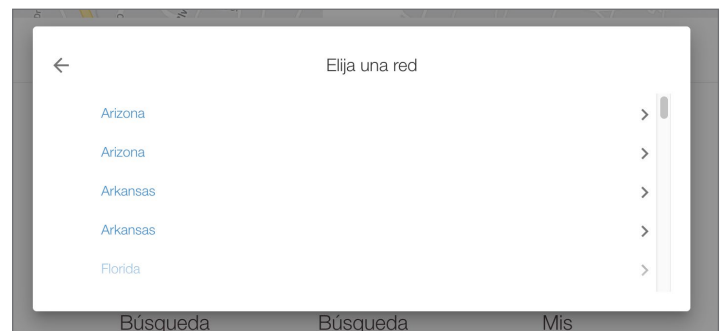 Elija una red
Arizona
Arizona
Arkansas
Arkansas
Florida
Búsqueda Búsqueda Mis